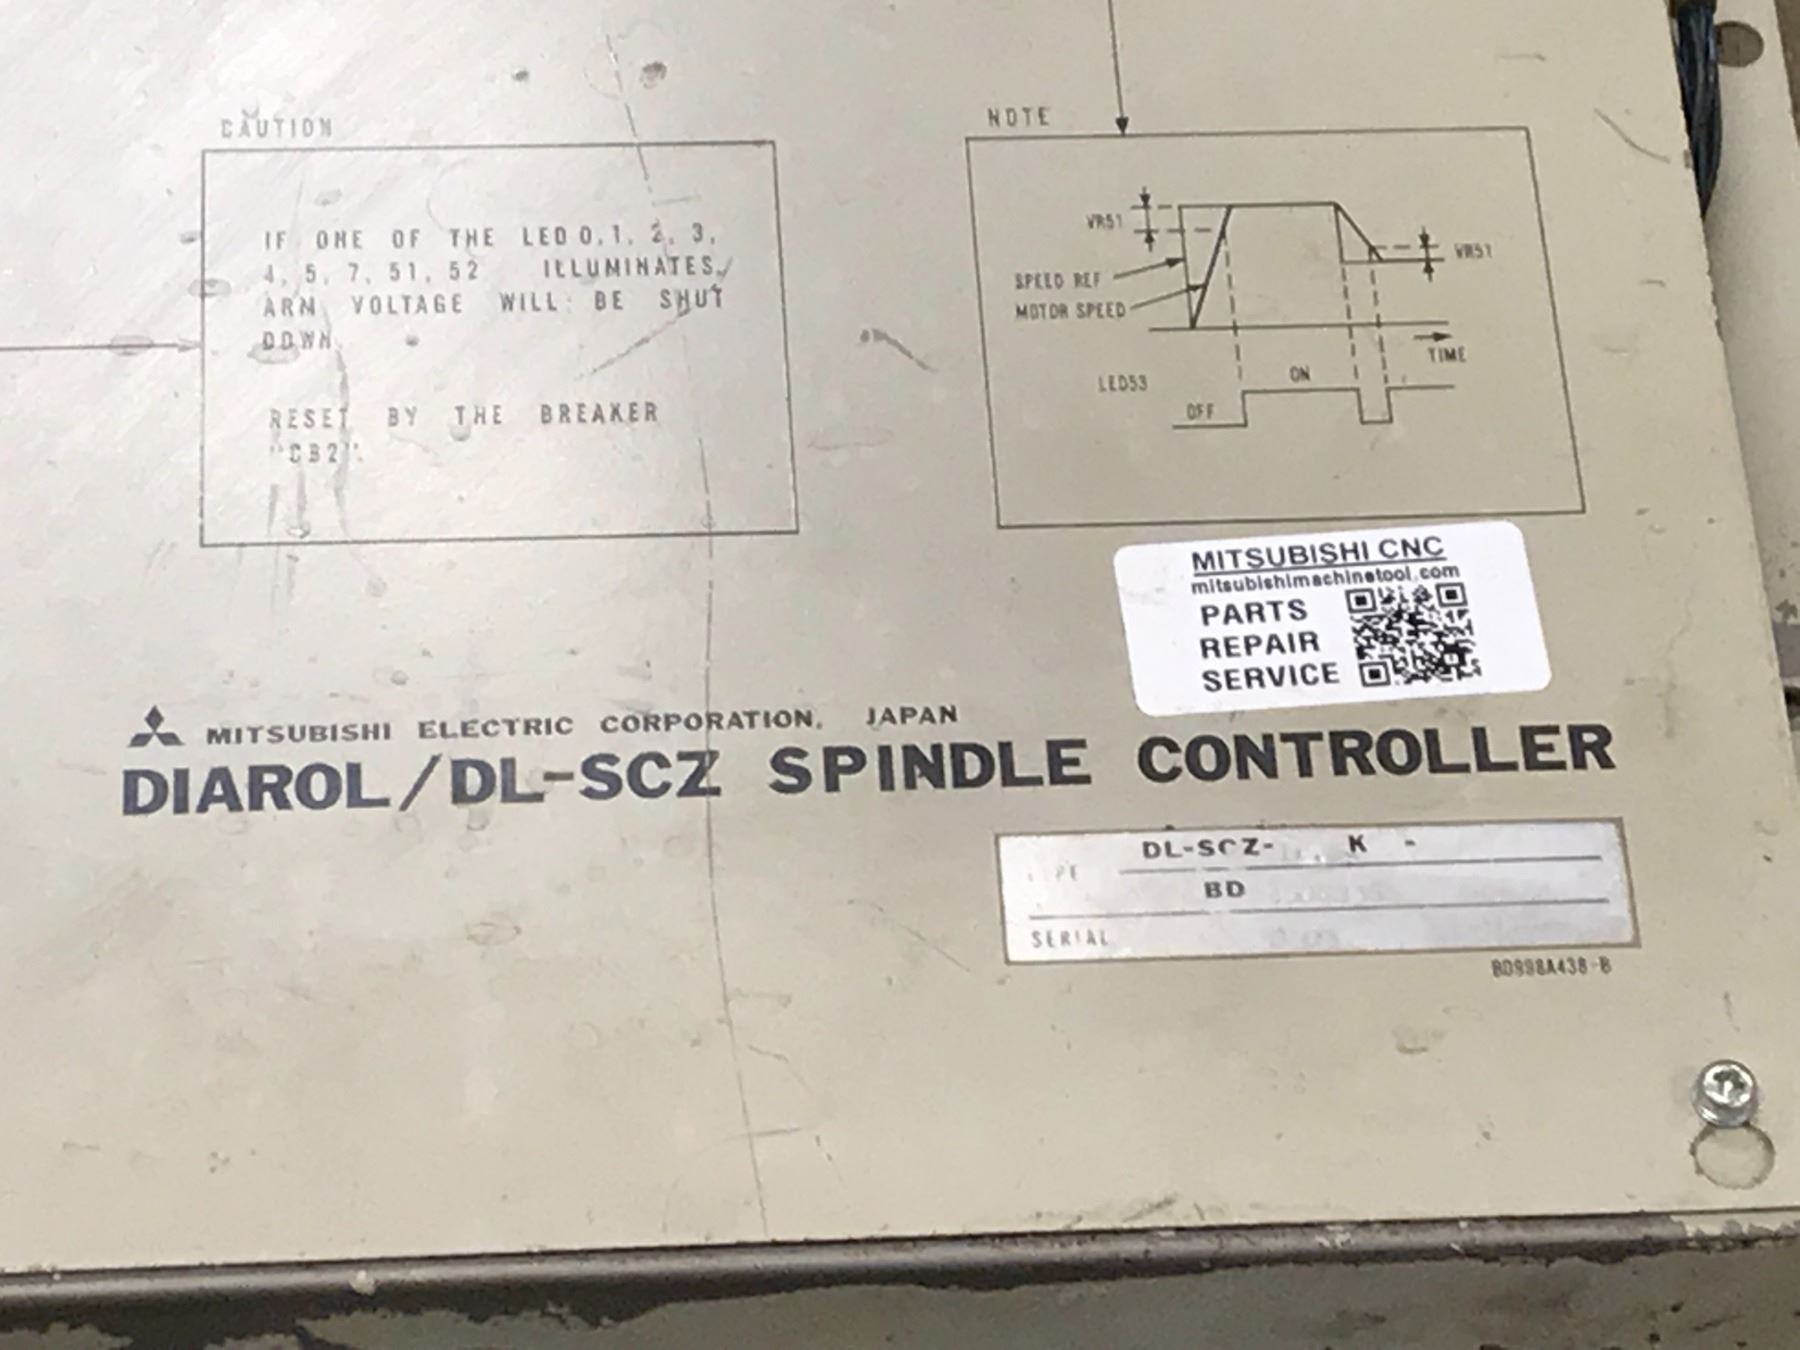 CAUTION
IF ONE OF THE LED 0, 1, 2, 3,
4, 5, 7, 51, 52 ILLUMINATES,
ARM VOLTAGE WILL BE SHUT
DOWN.
RESET BY THE BREAKER
"CB2".
NOTE
VR51
VR51
SPEED REF
MOTOR SPEED
TIME
LED53
ON
OFF
MITSUBISHI CNC
mitsubishimachinetool.com
PARTS
REPAIR
SERVICE
MITSUBISHI ELECTRIC CORPORATION, JAPAN
DIAROL/DL-SCZ SPINDLE CONTROLLER
TYPE DL-SCZ- K -
BD
SERIAL
BD998A438-B